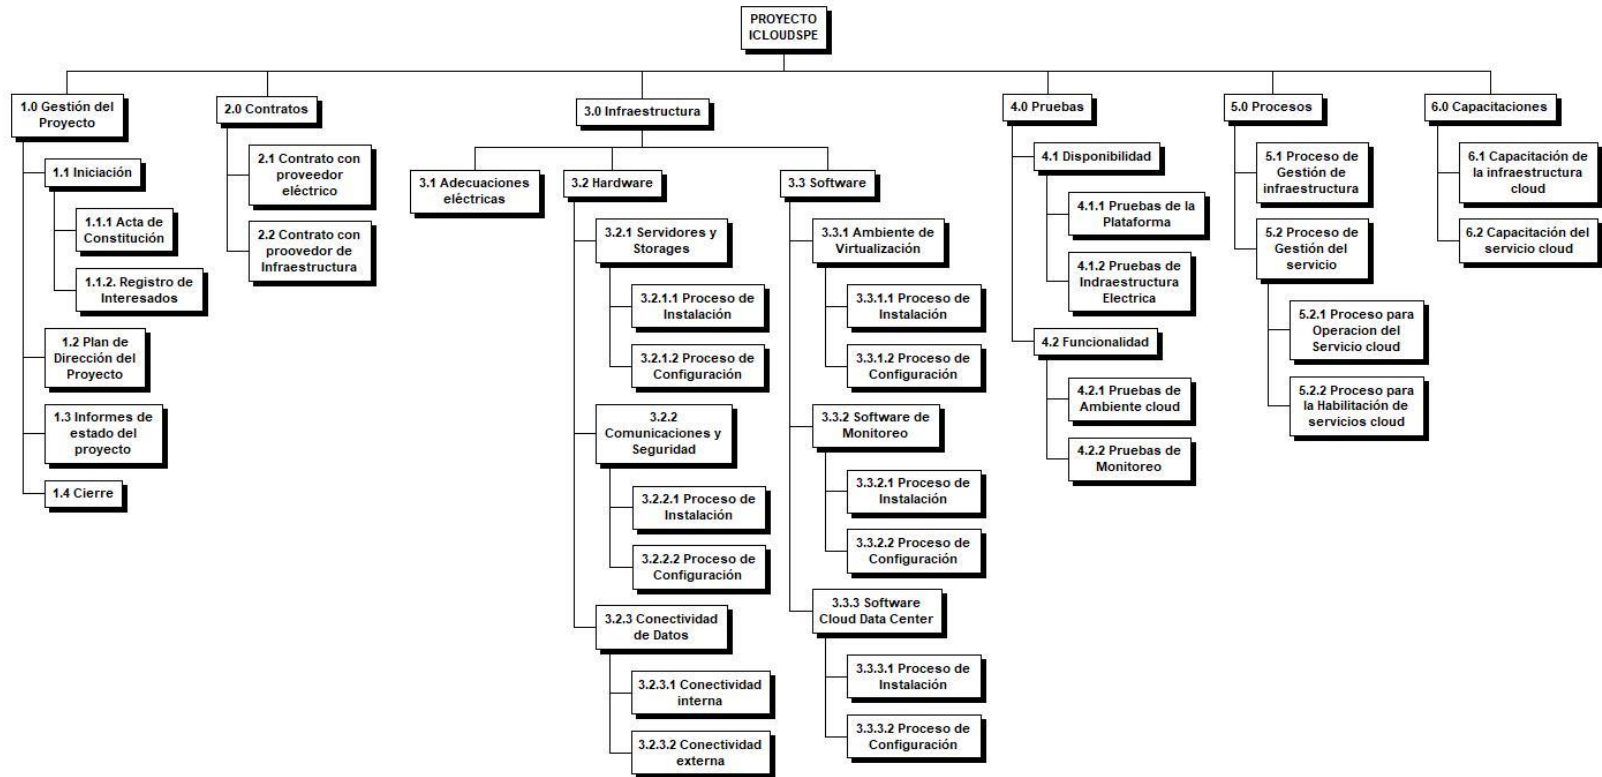 PROYECTO
ICLOUDSPE
1.0 Gestión del
Proyecto
1.1 Iniciación
1.1.1 Acta de
Constitución
1.1.2. Registro de
Interesados
1.2 Plan de
Dirección del
Proyecto
1.3 Informes de
estado del
proyecto
1.4 Cierre
2.0 Contratos
2.1 Contrato con
proveedor
eléctrico
2.2 Contrato con
proovedor de
Infraestructura
3.0 Infraestructura
3.1 Adecuaciones
eléctricas
3.2 Hardware
3.2.1 Servidores y
Storages
3.2.1.1 Proceso de
Instalación
3.2.1.2 Proceso de
Configuración
3.2.2
Comunicaciones y
Seguridad
3.2.2.1 Proceso de
Instalación
3.2.2.2 Proceso de
Configuración
3.2.3 Conectividad
de Datos
3.2.3.1 Conectividad
interna
3.2.3.2 Conectividad
externa
3.3 Software
3.3.1 Ambiente de
Virtualización
3.3.1.1 Proceso de
Instalación
3.3.1.2 Proceso de
Configuración
3.3.2 Software de
Monitoreo
3.3.2.1 Proceso de
Instalación
3.3.2.2 Proceso de
Configuración
3.3.3 Software
Cloud Data Center
3.3.3.1 Proceso de
Instalación
3.3.3.2 Proceso de
Configuración
4.0 Pruebas
4.1 Disponibilidad
4.1.1 Pruebas de la
Plataforma
4.1.2 Pruebas de
Indraestructura
Electrica
4.2 Funcionalidad
4.2.1 Pruebas de
Ambiente cloud
4.2.2 Pruebas de
Monitoreo
5.0 Procesos
5.1 Proceso de
Gestión de
infraestructura
5.2 Proceso de
Gestión del
servicio
5.2.1 Proceso para
Operacion del
Servicio cloud
5.2.2 Proceso para
la Habilitación de
servicios cloud
6.0 Capacitaciones
6.1 Capacitación de
la infraestructura
cloud
6.2 Capacitación del
servicio cloud